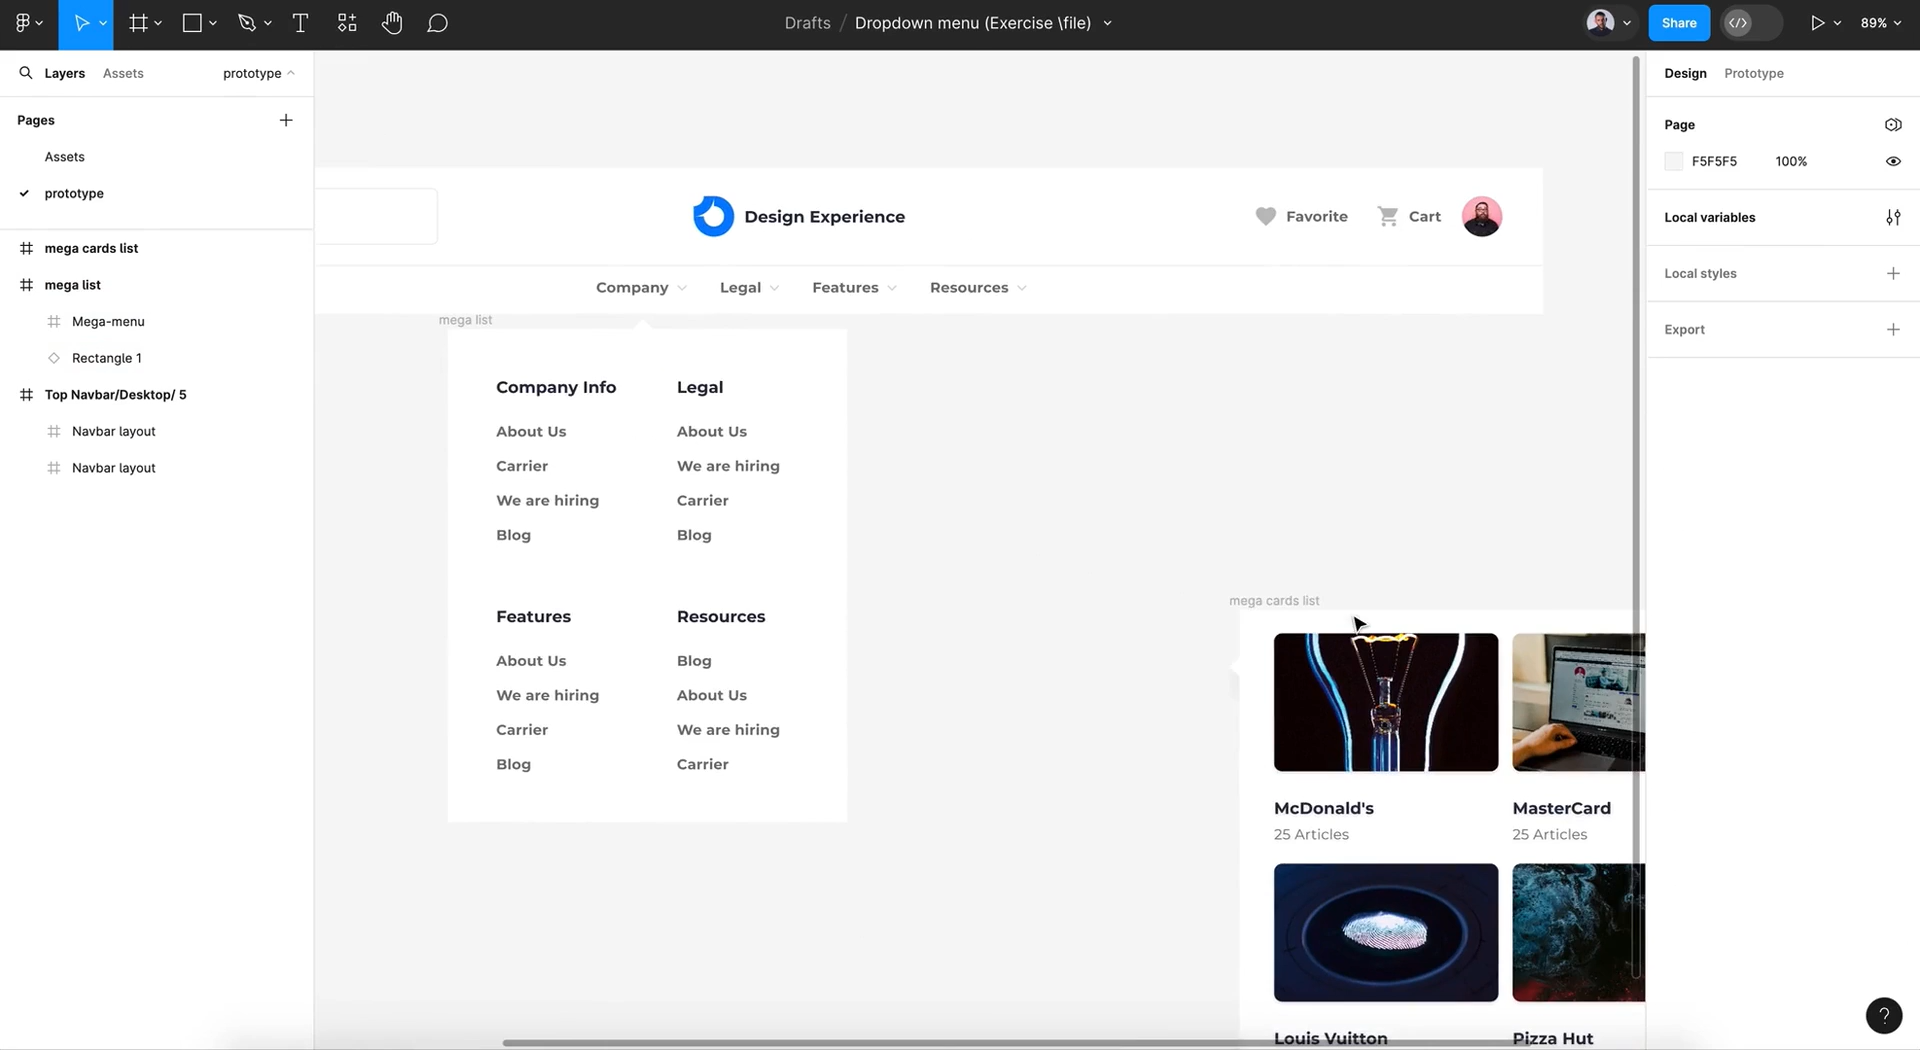 Drafts / Dropdown menu (Exercise \file)
Share
89%
Layers Assets prototype
Pages
Assets
prototype
mega cards list
mega list
Mega-menu
Rectangle 1
Top Navbar/Desktop/ 5
Navbar layout
Navbar layout
Design Experience
Favorite Cart
Company Legal Features Resources
mega list
Company Info
About Us
Carrier
We are hiring
Blog
Legal
About Us
We are hiring
Carrier
Blog
Features
About Us
We are hiring
Carrier
Blog
Resources
Blog
About Us
We are hiring
Carrier
mega cards list
McDonald's
25 Articles
MasterCard
25 Articles
Louis Vuitton
Pizza Hut
Design Prototype
Page
F5F5F5 100%
Local variables
Local styles
Export
?